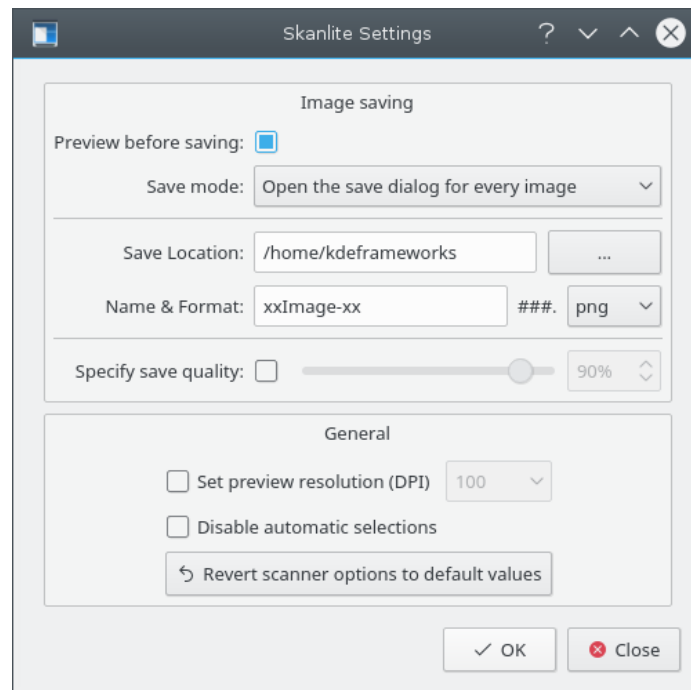 Skanlite Settings
Image saving
Preview before saving:
Save mode: Open the save dialog for every image
Save Location: /home/kdeframeworks ...
Name & Format: xxImage-xx ###. png
Specify save quality: 90%
General
Set preview resolution (DPI) 100
Disable automatic selections
Revert scanner options to default values
OK Close